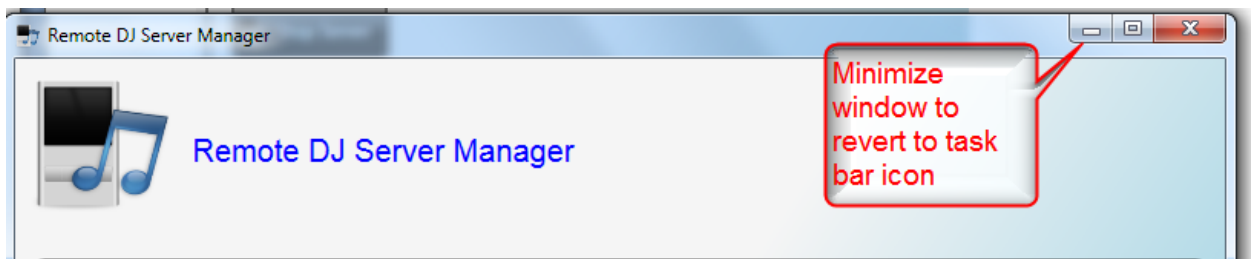 Remote DJ Server Manager
Minimize
window to
revert to task
bar icon
Remote DJ Server Manager